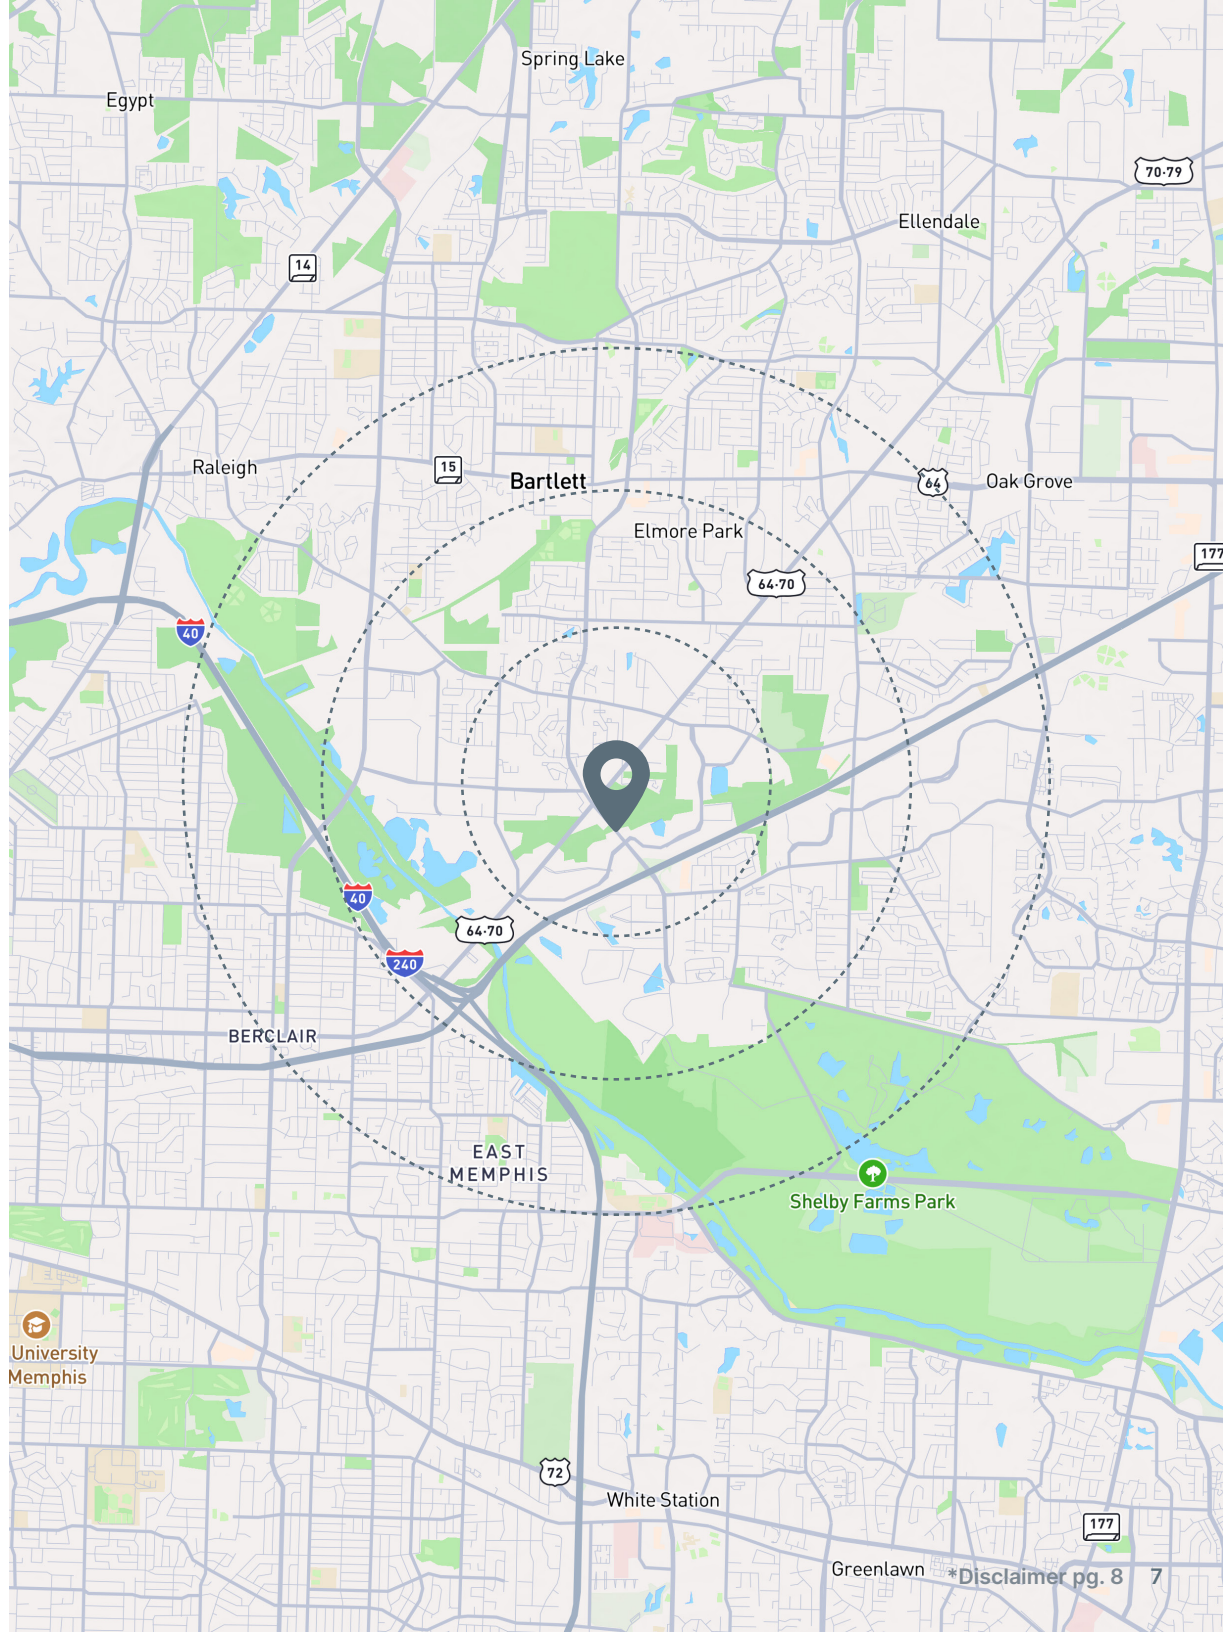 Spring Lake
Egypt
70·79
Ellendale
14
Raleigh
15
Bartlett
64
Oak Grove
Elmore Park
177
64·70
40
40
64·70
240
BERCLAIR
EAST
MEMPHIS
Shelby Farms Park
University
Memphis
72
White Station
177
Greenlawn
*Disclaimer pg. 8 7